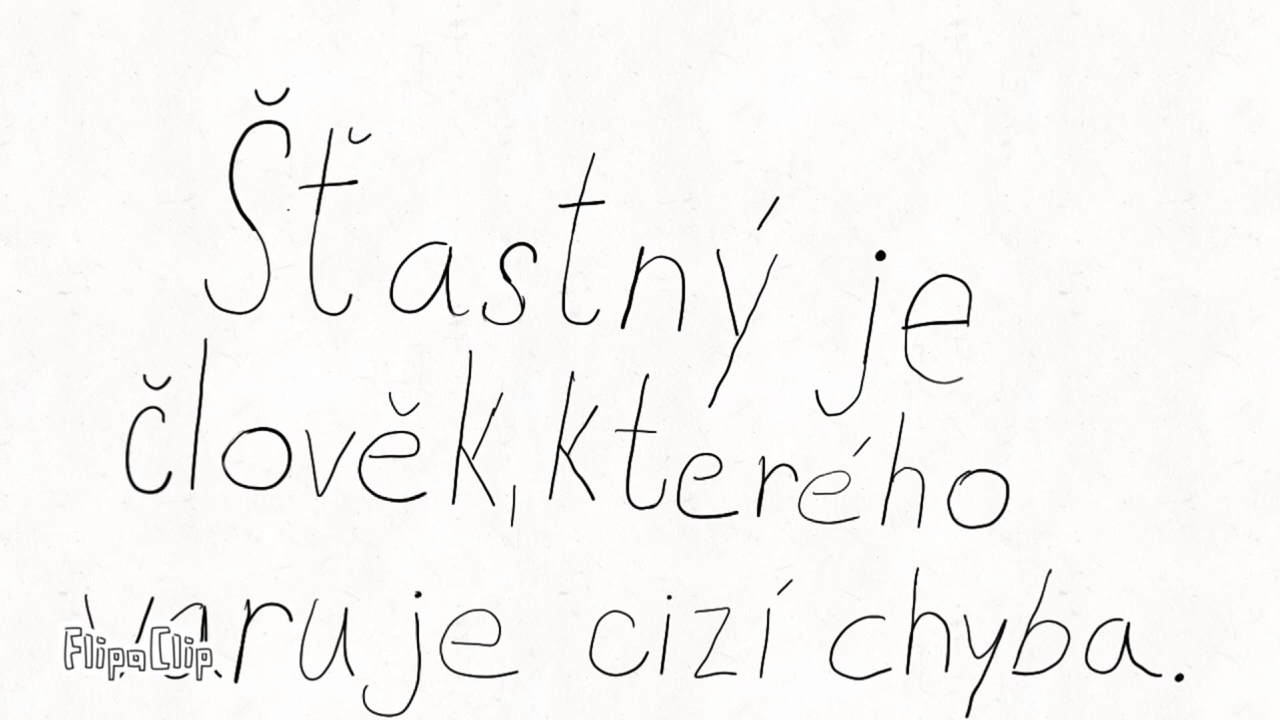 Šťastný je
člověk, kterého
varuje cizí chyba.
FlipaClip